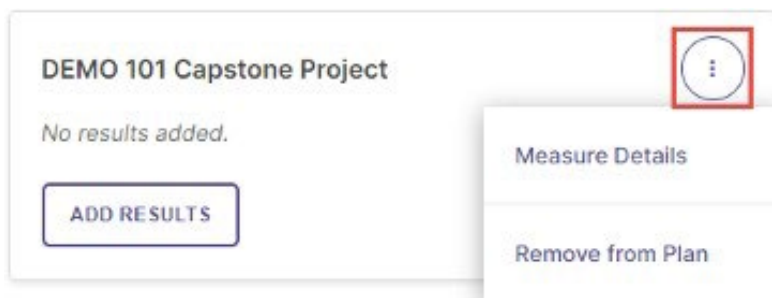 DEMO 101 Capstone Project
No results added.
ADD RESULTS
Measure Details
Remove from Plan